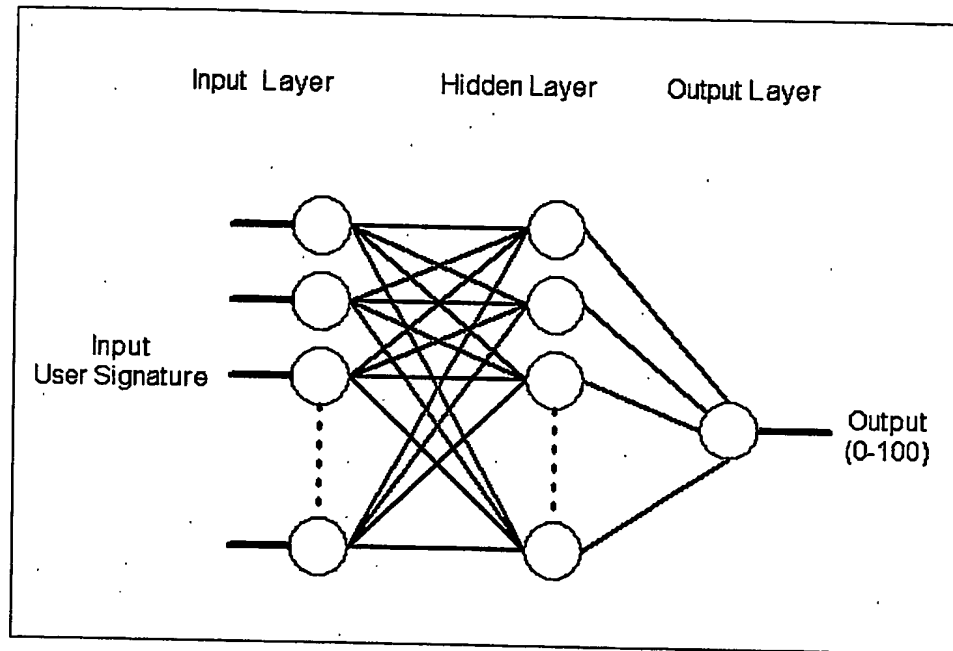 Input Layer
Hidden Layer
Output Layer
Input
User Signature
Output
(0-100)